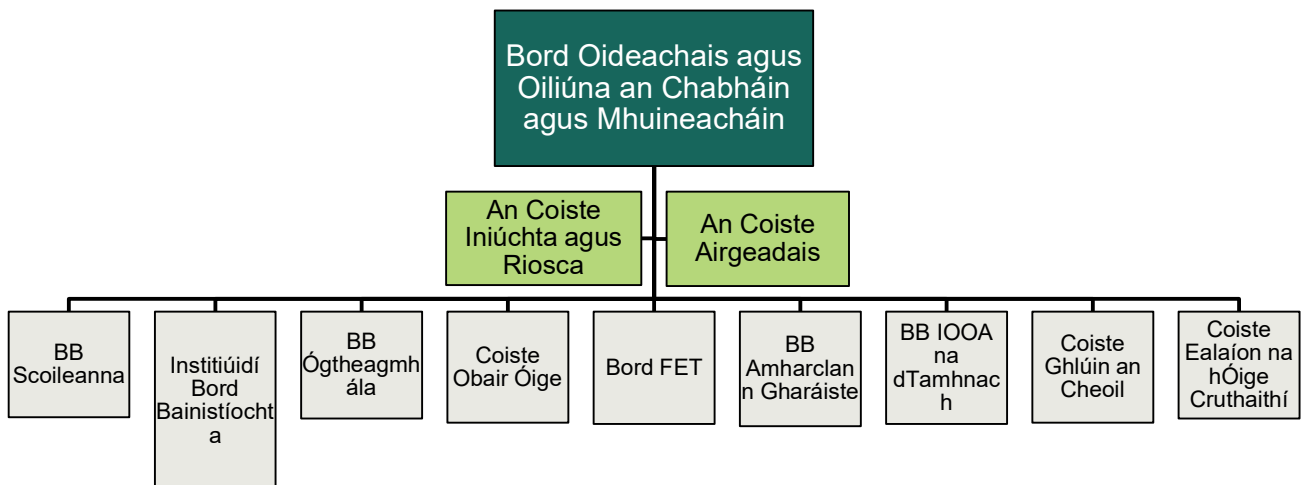 Bord Oideachais agus
Oiliúna an Chabháin
agus Mhuineacháin
An Coiste
Iniúchta agus
Riosca
An Coiste
Airgeadais
BB
Scoileanna
Institiúidí
Bord
Bainistíocht
a
BB
Ógtheagmh
ála
Coiste
Obair Óige
Bord FET
BB
Amharclan
n Gharáiste
BB IOOA
na
dTamhnac
h
Coiste
Ghlúin an
Cheoil
Coiste
Ealaíon na
hÓige
Cruthaithí